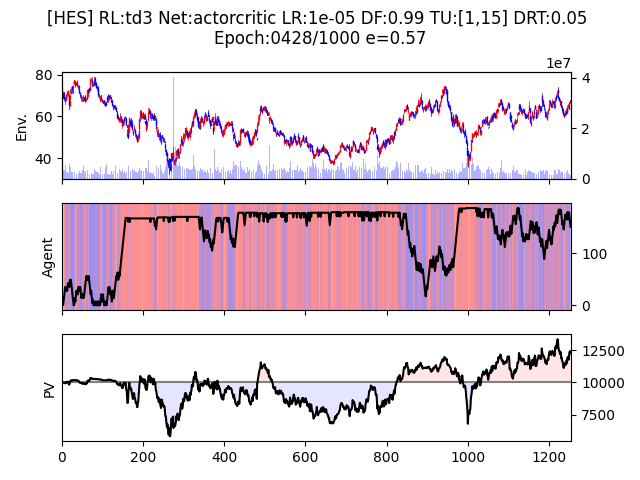 [HES] RL:td3 Net:actorcritic LR:1e-05 DF:0.99 TU:[1,15] DRT:0.05
Epoch:0428/1000 e=0.57
1e7
80
60
40
Env.
4
2
0
Agent
100
0
PV
12500
10000
7500
0 200 400 600 800 1000 1200